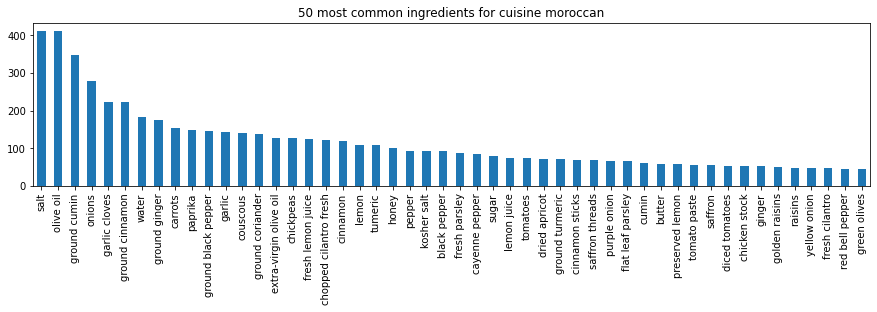 50 most common ingredients for cuisine moroccan
400
300
200
100
0
salt
olive oil
ground cumin
onions
garlic cloves
ground cinnamon
water
ground ginger
carrots
paprika
ground black pepper
garlic
couscous
ground coriander
extra-virgin olive oil
chickpeas
fresh lemon juice
chopped cilantro fresh
cinnamon
lemon
tumeric
honey
pepper
kosher salt
black pepper
fresh parsley
cayenne pepper
sugar
lemon juice
tomatoes
dried apricot
ground turmeric
cinnamon sticks
saffron threads
purple onion
flat leaf parsley
cumin
butter
preserved lemon
tomato paste
saffron
diced tomatoes
chicken stock
ginger
golden raisins
raisins
yellow onion
fresh cilantro
red bell pepper
green olives